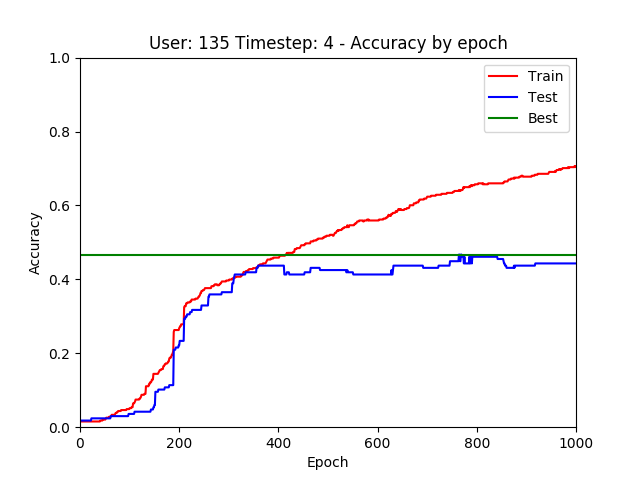 User: 135 Timestep: 4 - Accuracy by epoch
1.0
0.8
0.6
0.4
0.2
0.0
Accuracy
Train
Test
Best
0 200 400 600 800 1000
Epoch